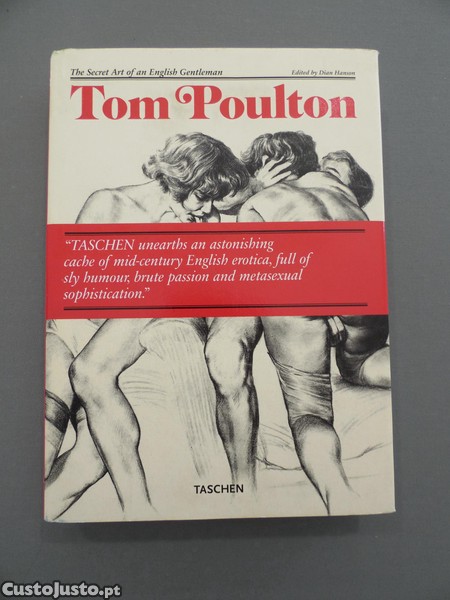 The Secret Art of an English Gentleman
Edited by Dian Hanson
Tom Poulton
“TASCHEN unearths an astonishing
cache of mid-century English erotica, full of
sly humour, brute passion and metasexual
sophistication.”
TASCHEN
CustoJusto.pt